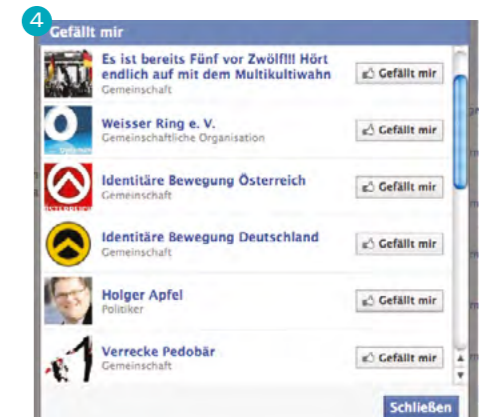 4
Gefällt mir
Es ist bereits Fünf vor Zwölf!!! Hört
endlich auf mit dem Multikultiwahn
Gemeinschaft
Gefällt mir
Weisser Ring e. V.
Gemeinschaftliche Organisation
Gefällt mir
Identitäre Bewegung Österreich
Gemeinschaft
Gefällt mir
Identitäre Bewegung Deutschland
Gemeinschaft
Gefällt mir
Holger Apfel
Politiker
Gefällt mir
Verrecke Pedobär
Gemeinschaft
Gefällt mir
Schließen